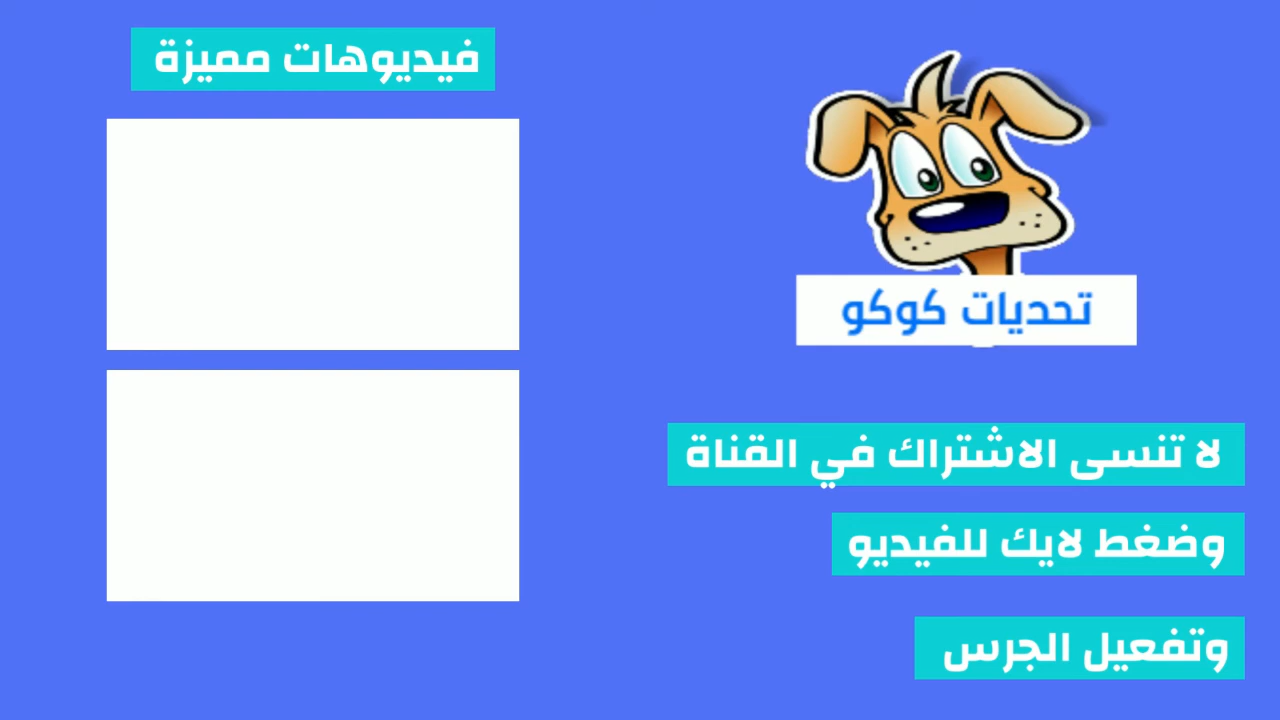 فيديوهات مميزة
تحديات كوكو
لا تنسى الاشتراك في القناة
وضغط لايك للفيديو
وتفعيل الجرس